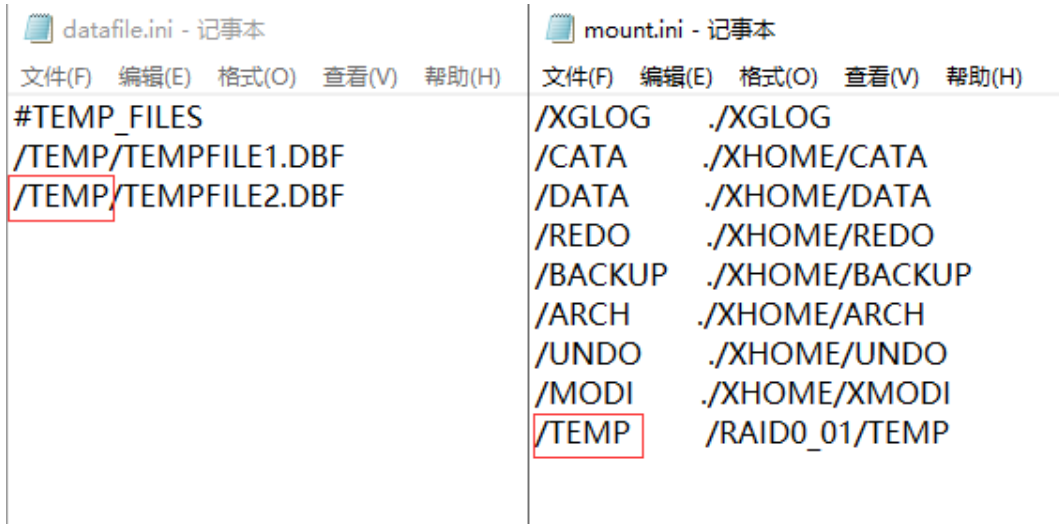 datafile.ini - 记事本
文件(F) 编辑(E) 格式(O) 查看(V) 帮助(H)
#TEMP_FILES
/TEMP/TEMPFILE1.DBF
/TEMP/TEMPFILE2.DBF
mount.ini - 记事本
文件(F) 编辑(E) 格式(O) 查看(V) 帮助(H)
/XGLOG ./XGLOG
/CATA ./XHOME/CATA
/DATA ./XHOME/DATA
/REDO ./XHOME/REDO
/BACKUP ./XHOME/BACKUP
/ARCH ./XHOME/ARCH
/UNDO ./XHOME/UNDO
/MODI ./XHOME/XMODI
/TEMP /RAID0_01/TEMP